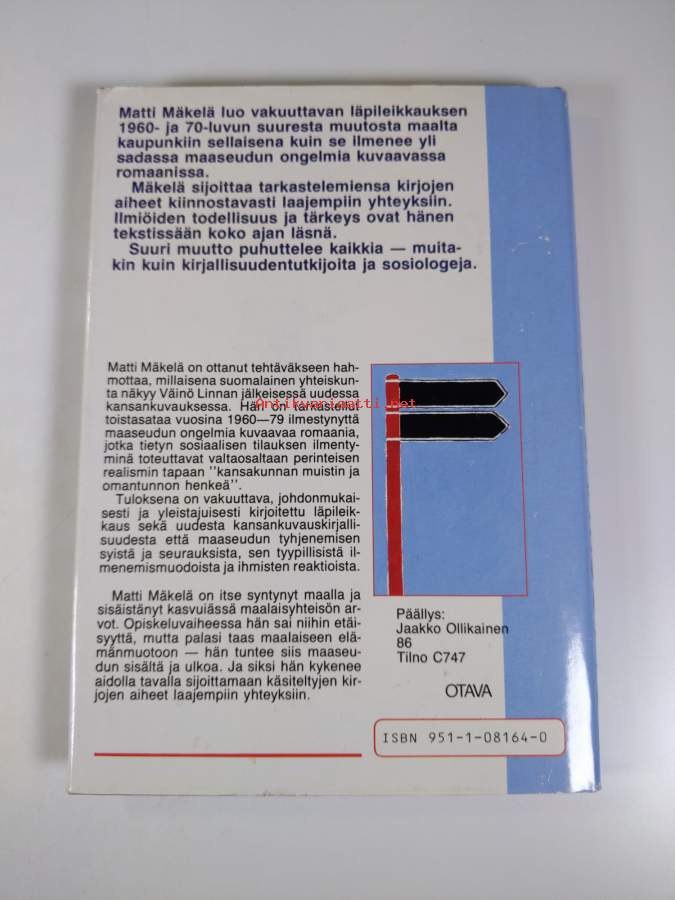 Matti Mäkelä luo vakuuttavan läpileikkauksen
1960- ja 70-luvun suuresta muutosta maalta
kaupunkiin sellaisena kuin se ilmenee yli
sadassa maaseudun ongelmia kuvaavassa
romaanissa.
Mäkelä sijoittaa tarkastelemiensa kirjojen
aiheet kiinnostavasti laajempiin yhteyksiin.
Ilmiöiden todellisuus ja tärkeys ovat hänen
tekstissään koko ajan läsnä.
Suuri muutto puhuttelee kaikkia — muita-
kin kuin kirjallisuudentutkijoita ja sosiologeja.
Matti Mäkelä on ottanut tehtäväkseen hah-
mottaa, millaisena suomalainen yhteiskun-
ta näkyy Väinö Linnan jälkeisessä uudessa
kansankuvauksessa. Hän on tarkastellut
toistasataa vuosina 1960—79 ilmestynyttä
maaseudun ongelmia kuvaavaa romaania,
jotka tietyn sosiaalisen tilauksen ilmenty-
minä toteuttavat valtaosaltaan perinteisen
realismin tapaan "kansakunnan muistin ja
omantunnon henkeä".
Tuloksena on vakuuttava, johdonmukai-
sesti ja yleistajuisesti kirjoitettu läpileik-
kaus sekä uudesta kansankuvauskirjalli-
suudesta että maaseudun tyhjenemisen
syistä ja seurauksista, sen tyypillisistä il-
menemismuodoista ja ihmisten reaktioista.
Matti Mäkelä on itse syntynyt maalla ja
sisäistänyt kasvuiässä maalaisyhteisön ar-
vot. Opiskeluvaiheessa hän sai niihin etäi-
syyttä, mutta palasi taas maalaiseen elä-
mänmuotoon — hän tuntee siis maaseu-
dun sisältä ja ulkoa. Ja siksi hän kykenee
aidolla tavalla sijoittamaan käsiteltyjen kir-
jojen aiheet laajempiin yhteyksiin.
Antikvariaatti.net
Päällys:
Jaakko Ollikainen
86
Tilno C747
OTAVA
ISBN 951-1-08164-0